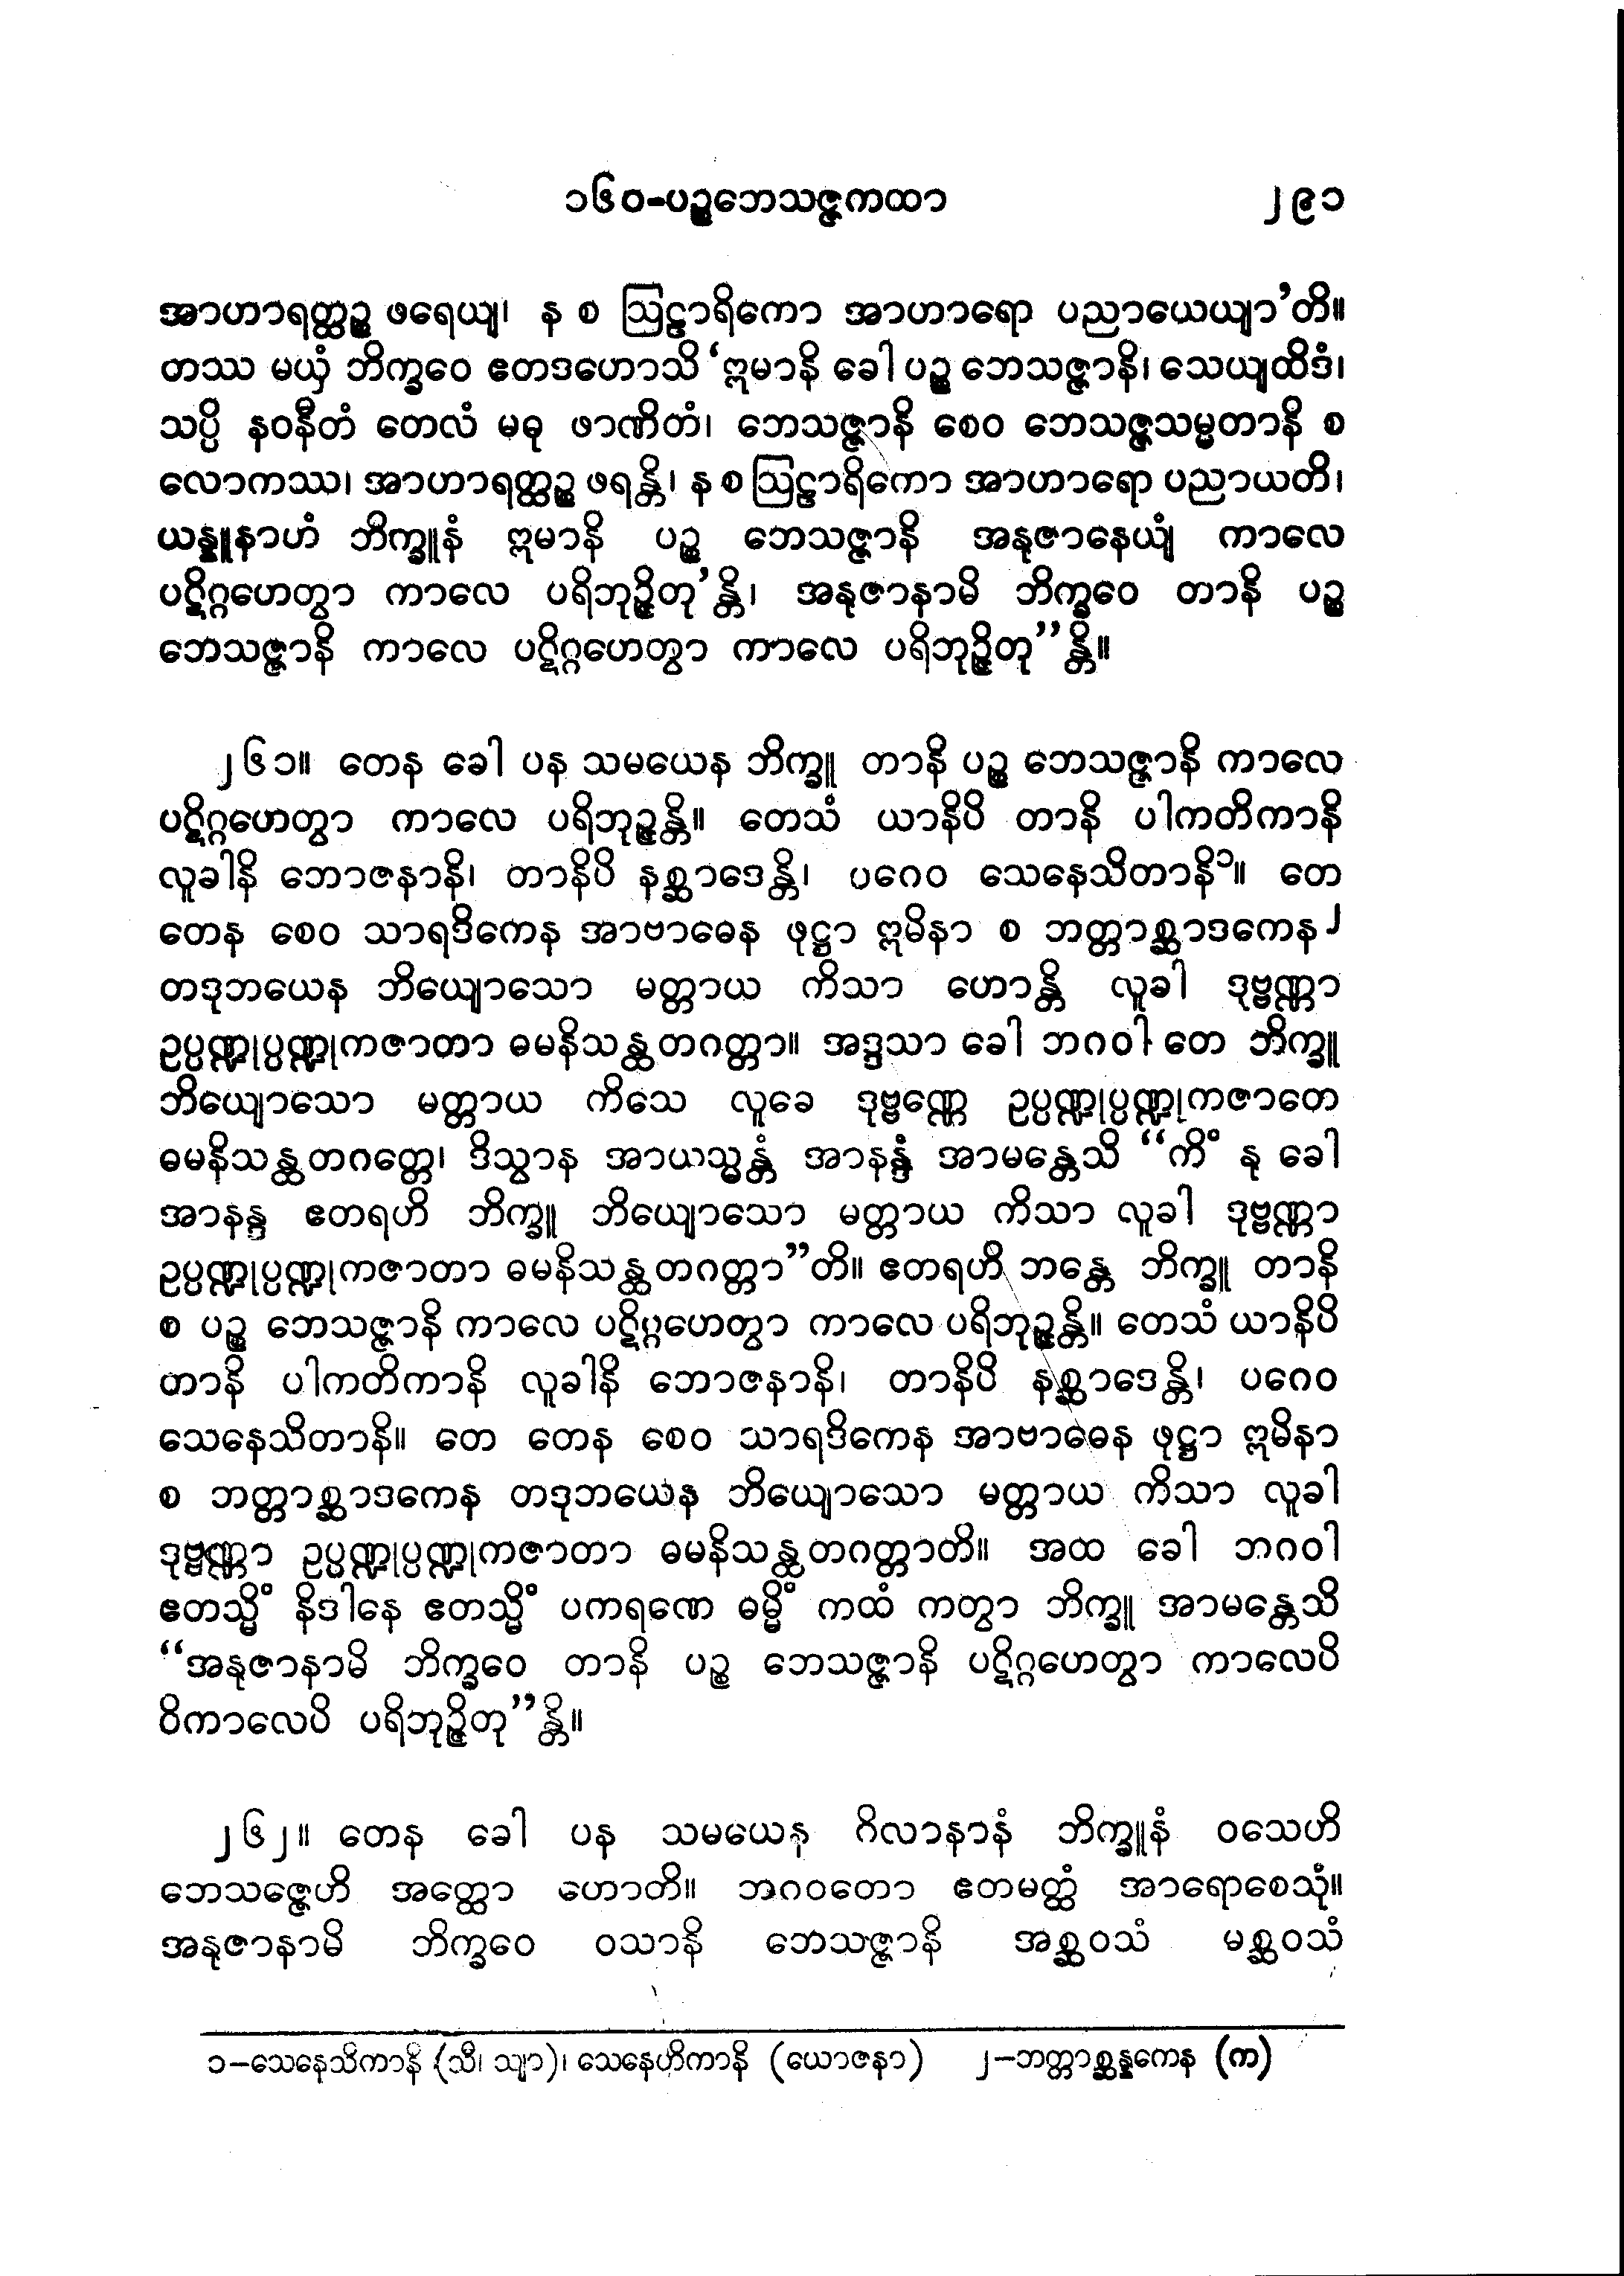 ၁၆၀-ပဉ္စဘေသဇ္ဇကထာ ၂၉၁
အာဟာရတ္ထဉ္စ ဖရေယျ၊ န စ ဩဠာရိကော အာဟာရော ပညာယေယျာ’တိ။
တဿ မယှံ ဘိက္ခဝေ ဧတဒဟောသိ ‘ဣမာနိ ခေါ ပဉ္စ ဘေသဇ္ဇာနိ၊ သေယျထိဒံ၊
သပ္ပိ နဝနီတံ တေလံ မဓု ဖာဏိတံ၊ ဘေသဇ္ဇာနိ စေဝ ဘေသဇ္ဇသမ္မတာနိ စ
လောကဿ၊ အာဟာရတ္ထဉ္စ ဖရန္တိ၊ န စ ဩဠာရိကော အာဟာရော ပညာယတိ၊
ယန္နူနာဟံ ဘိက္ခူနံ ဣမာနိ ပဉ္စ ဘေသဇ္ဇာနိ အနုဇာနေယျံ ကာလေ
ပဋိဂ္ဂဟေတွာ ကာလေ ပရိဘုဉ္ဇိတု’န္တိ၊ အနုဇာနာမိ ဘိက္ခဝေ တာနိ ပဉ္စ
ဘေသဇ္ဇာနိ ကာလေ ပဋိဂ္ဂဟေတွာ ကာလေ ပရိဘုဉ္ဇိတု”န္တိ။
၂၆၁။ တေန ခေါ ပန သမယေန ဘိက္ခူ တာနိ ပဉ္စ ဘေသဇ္ဇာနိ ကာလေ
ပဋိဂ္ဂဟေတွာ ကာလေ ပရိဘုဉ္ဇန္တိ။ တေသံ ယာနိပိ တာနိ ပါကတိကာနိ
လူခါနိ ဘောဇနာနိ၊ တာနိပိ နစ္ဆာဒေန္တိ၊ ပဂေဝ သေနေသိတာနိ၁။ တေ
တေန စေဝ သာရဒိကေန အာဗာဓေန ဖုဋ္ဌာ ဣမိနာ စ ဘတ္တာစ္ဆာဒကေန၂
တဒုဘယေန ဘိယျောသော မတ္တာယ ကိသာ ဟောန္တိ လူခါ ဒုဗ္ဗဏ္ဏာ
ဥပ္ပဏ္ဍုပ္ပဏ္ဍုကဇာတာ ဓမနိသန္ထတဂတ္တာ။ အဒ္ဒသာ ခေါ ဘဂဝါ တေ ဘိက္ခူ
ဘိယျောသော မတ္တာယ ကိသေ လူခေ ဒုဗ္ဗဏ္ဏေ ဥပ္ပဏ္ဍုပ္ပဏ္ဍုကဇာတေ
ဓမနိသန္ထတဂတ္တေ၊ ဒိသွာန အာယသ္မန္တံ အာနန္ဒံ အာမန္တေသိ “ကိံ နု ခေါ
အာနန္ဒ ဧတရဟိ ဘိက္ခူ ဘိယျောသော မတ္တာယ ကိသာ လူခါ ဒုဗ္ဗဏ္ဏာ
ဥပ္ပဏ္ဍုပ္ပဏ္ဍုကဇာတာ ဓမနိသန္ထတဂတ္တာ”တိ။ ဧတရဟိ ဘန္တေ ဘိက္ခူ တာနိ
စ ပဉ္စ ဘေသဇ္ဇာနိ ကာလေ ပဋိဂ္ဂဟေတွာ ကာလေ ပရိဘုဉ္ဇန္တိ။ တေသံ ယာနိပိ
တာနိ ပါကတိကာနိ လူခါနိ ဘောဇနာနိ၊ တာနိပိ နစ္ဆာဒေန္တိ၊ ပဂေဝ
သေနေသိတာနိ။ တေ တေန စေဝ သာရဒိကေန အာဗာဓေန ဖုဋ္ဌာ ဣမိနာ
စ ဘတ္တာစ္ဆာဒကေန တဒုဘယေန ဘိယျောသော မတ္တာယ ကိသာ လူခါ
ဒုဗ္ဗဏ္ဏာ ဥပ္ပဏ္ဍုပ္ပဏ္ဍုကဇာတာ ဓမနိသန္ထတဂတ္တာတိ။ အထ ခေါ ဘဂဝါ
ဧတသ္မိံ နိဒါနေ ဧတသ္မိံ ပကရဏေ ဓမ္မိံ ကထံ ကတွာ ဘိက္ခူ အာမန္တေသိ
“အနုဇာနာမိ ဘိက္ခဝေ တာနိ ပဉ္စ ဘေသဇ္ဇာနိ ပဋိဂ္ဂဟေတွာ ကာလေပိ
ဝိကာလေပိ ပရိဘုဉ္ဇိတု”န္တိ။
၂၆၂။ တေန ခေါ ပန သမယေန ဂိလာနာနံ ဘိက္ခူနံ ဝသေဟိ
ဘေသဇ္ဇေဟိ အတ္ထော ဟောတိ။ ဘဂဝတော ဧတမတ္ထံ အာရောစေသုံ။
အနုဇာနာမိ ဘိက္ခဝေ ဝသာနိ ဘေသဇ္ဇာနိ အစ္ဆဝသံ မစ္ဆဝသံ
၁−သေနေသိကာနိ (သီ၊ သျာ)၊ သေနေဟိကာနိ (ယောဇနာ) ၂−ဘတ္တာစ္ဆန္နကေန (က)